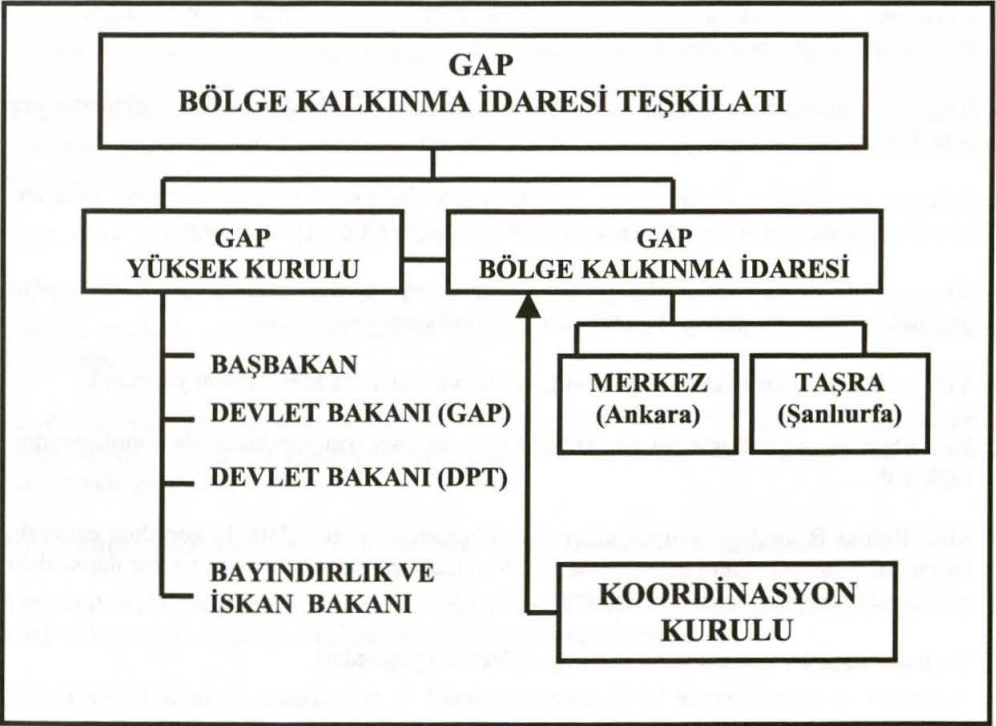 GAP
BÖLGE KALKINMA İDARESİ TEŞKİLATI
GAP
YÜKSEK KURULU
GAP
BÖLGE KALKINMA İDARESİ
BAŞBAKAN
DEVLET BAKANI (GAP)
DEVLET BAKANI (DPT)
BAYINDIRLIK VE
İSKAN BAKANI
MERKEZ
(Ankara)
TAŞRA
(Şanlıurfa)
KOORDİNASYON
KURULU